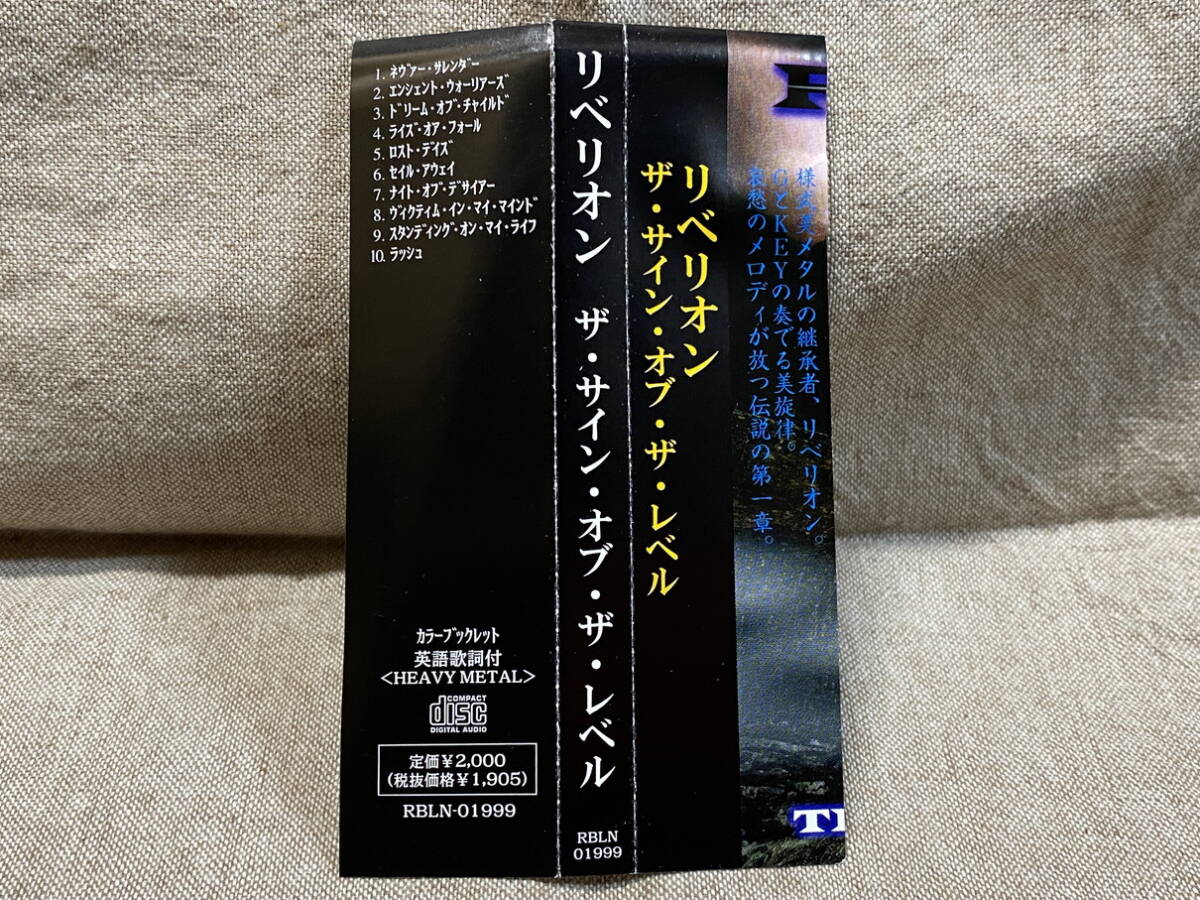 1. ネヴァー・サレンダー
2. エンシェント・ウォーリアーズ
3. ドリーム・オブ・チャイルド
4. ライズ・オア・フォール
5. ロスト・デイズ
6. セイル・アウェイ
7. ナイト・オブ・デサイアー
8. ヴィクティム・イン・マイ・マインド
9. スタンディング・オン・マイ・ライフ
10. ラッシュ
カラーブックレット
英語歌詞付
<HEAVY METAL>
COMPACT
disc
DIGITAL AUDIO
定価¥2,000
(税抜価格¥1,905)
RBLN-01999
リベリオン ザ・サイン・オブ・ザ・レベル
RBLN
01999
リベリオン
ザ・サイン・オブ・ザ・レベル
様式美メタルの継承者、リベリオン。
GとKEYの奏でる美旋律。
哀愁のメロディが放つ伝説の第一章。